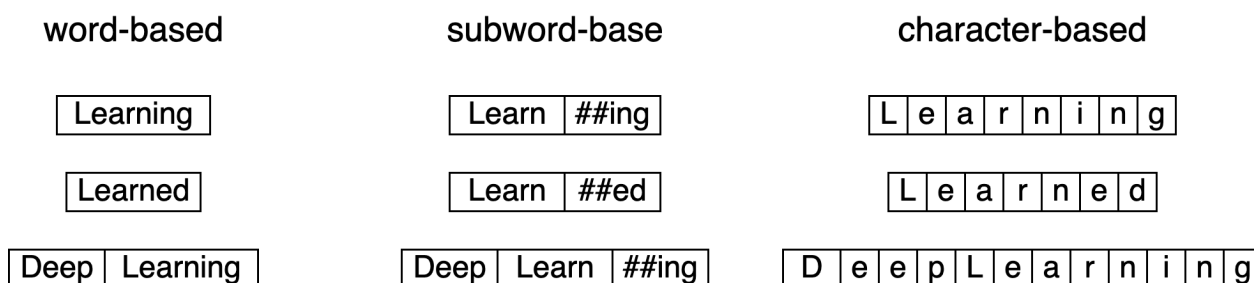 word-based subword-base character-based
Learning Learn ##ing L e a r n i n g
Learned Learn ##ed L e a r n e d
Deep Learning Deep Learn ##ing D e e p L e a r n i n g